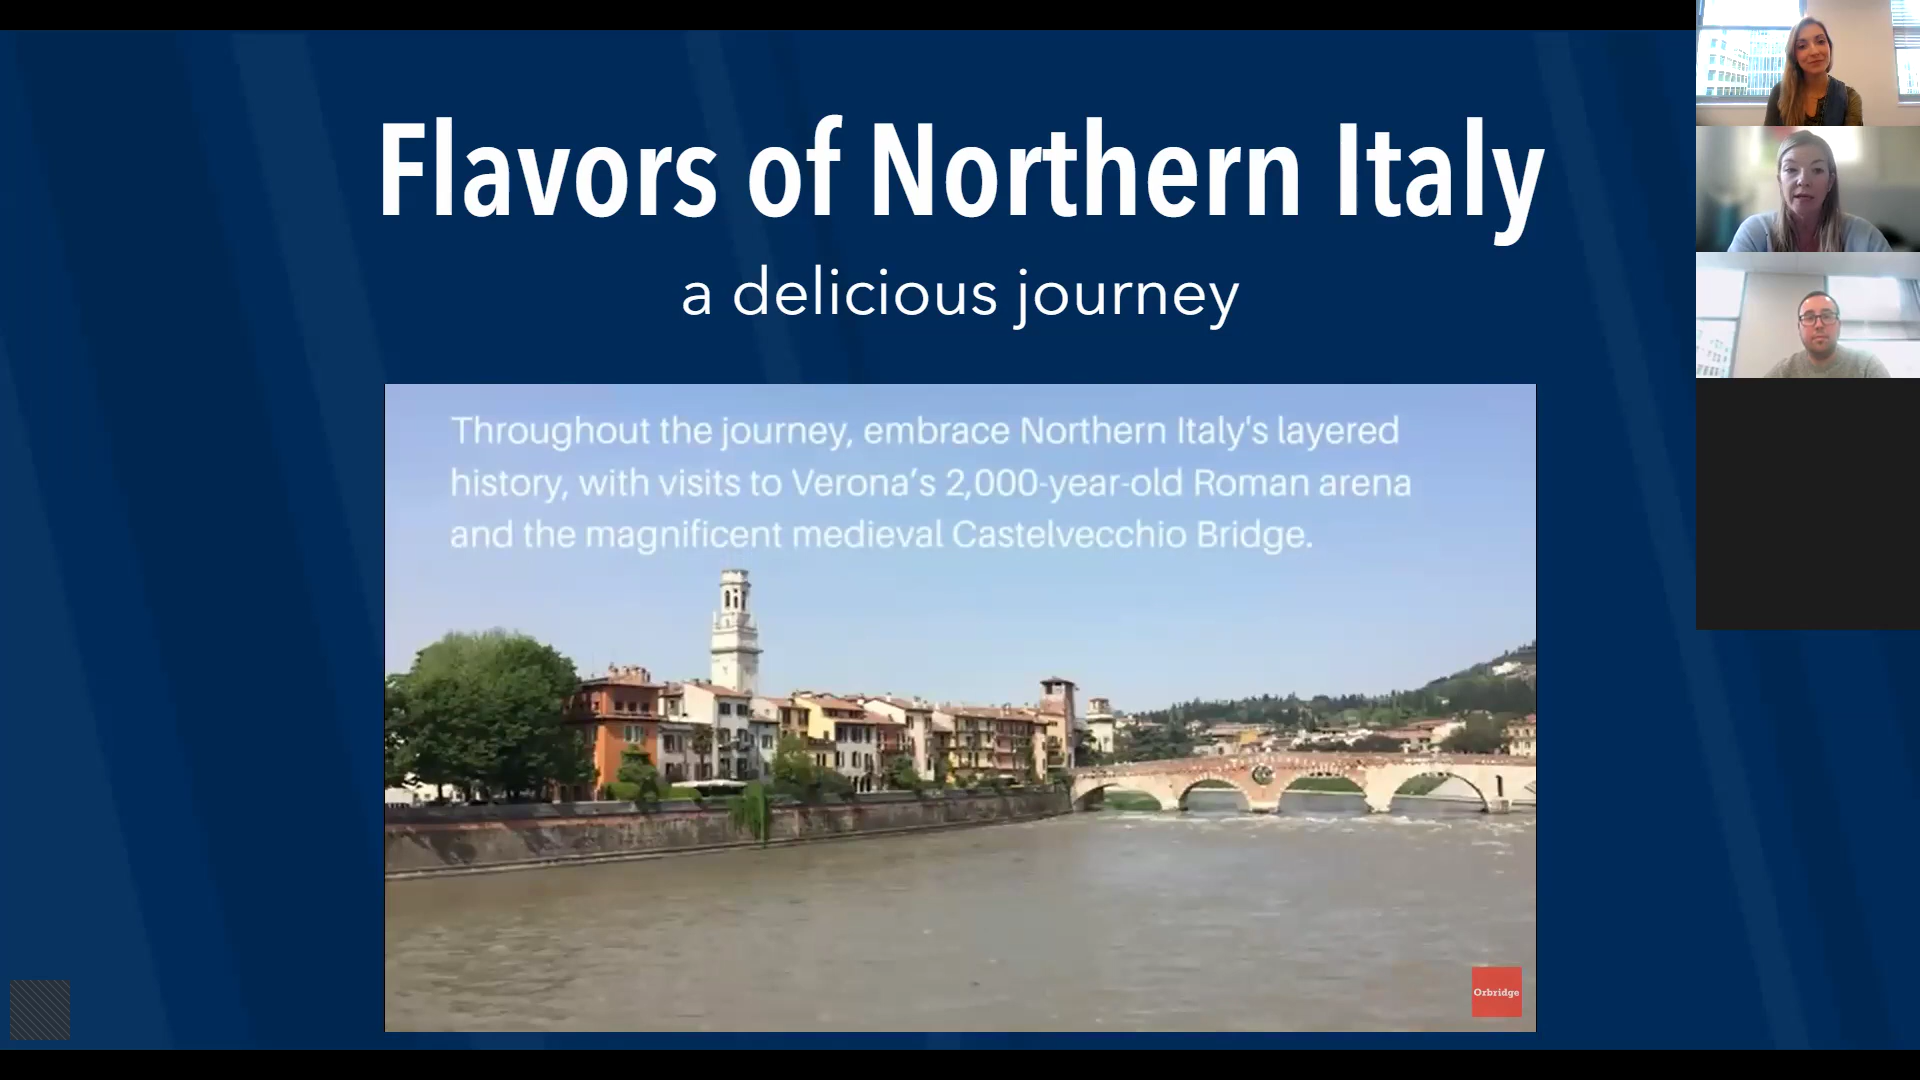 Flavors of Northern Italy
a delicious journey
Throughout the journey, embrace Northern Italy's layered
history, with visits to Verona’s 2,000-year-old Roman arena
and the magnificent medieval Castelvecchio Bridge.
Orbridge